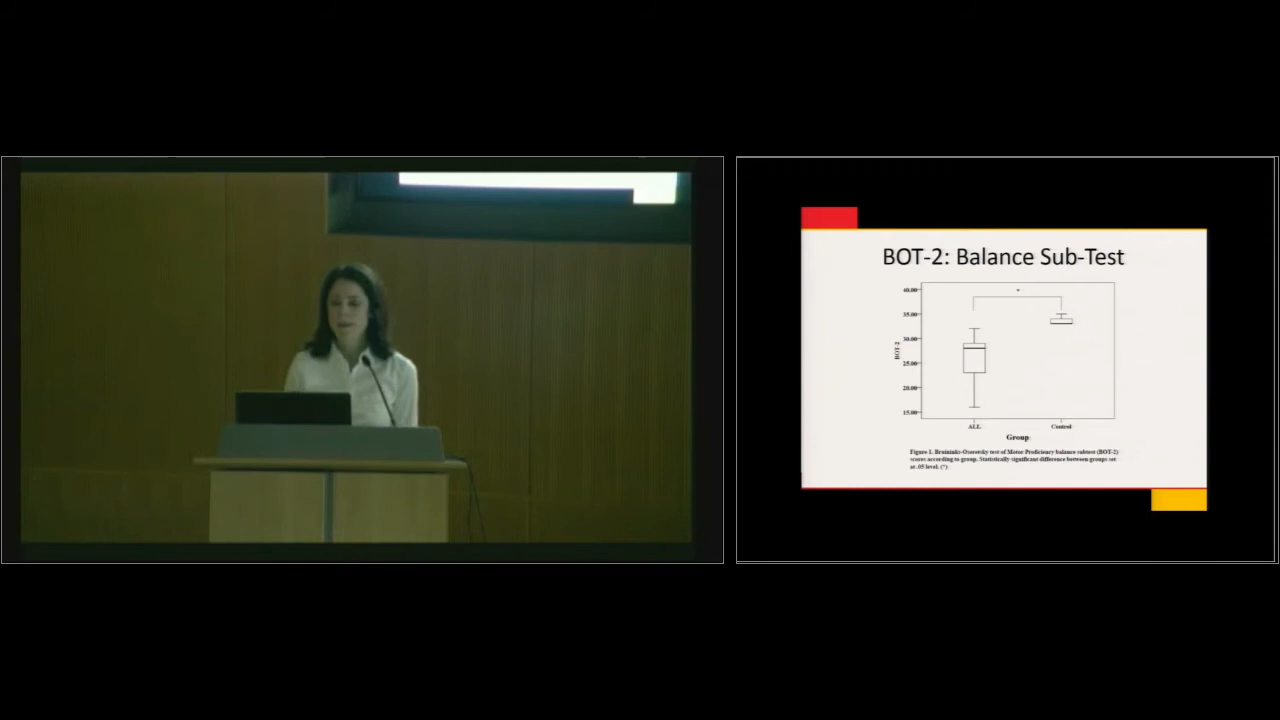 BOT-2: Balance Sub-Test
*
40.00
35.00
30.00
25.00
20.00
15.00
BOT-2
ALL Control
Group
Figure 1. Bruininks-Oseretsky test of Motor Proficiency balance subtest (BOT-2)
scores according to group. Statistically significant difference between groups set
at .05 level. (*)